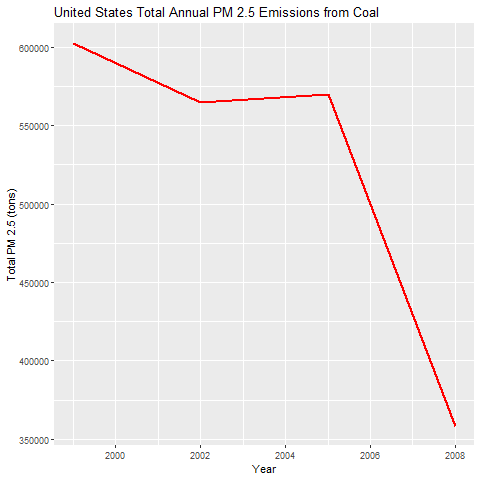 United States Total Annual PM 2.5 Emissions from Coal
600000
550000
500000
450000
400000
350000
Total PM 2.5 (tons)
2000 2002 2004 2006 2008
Year